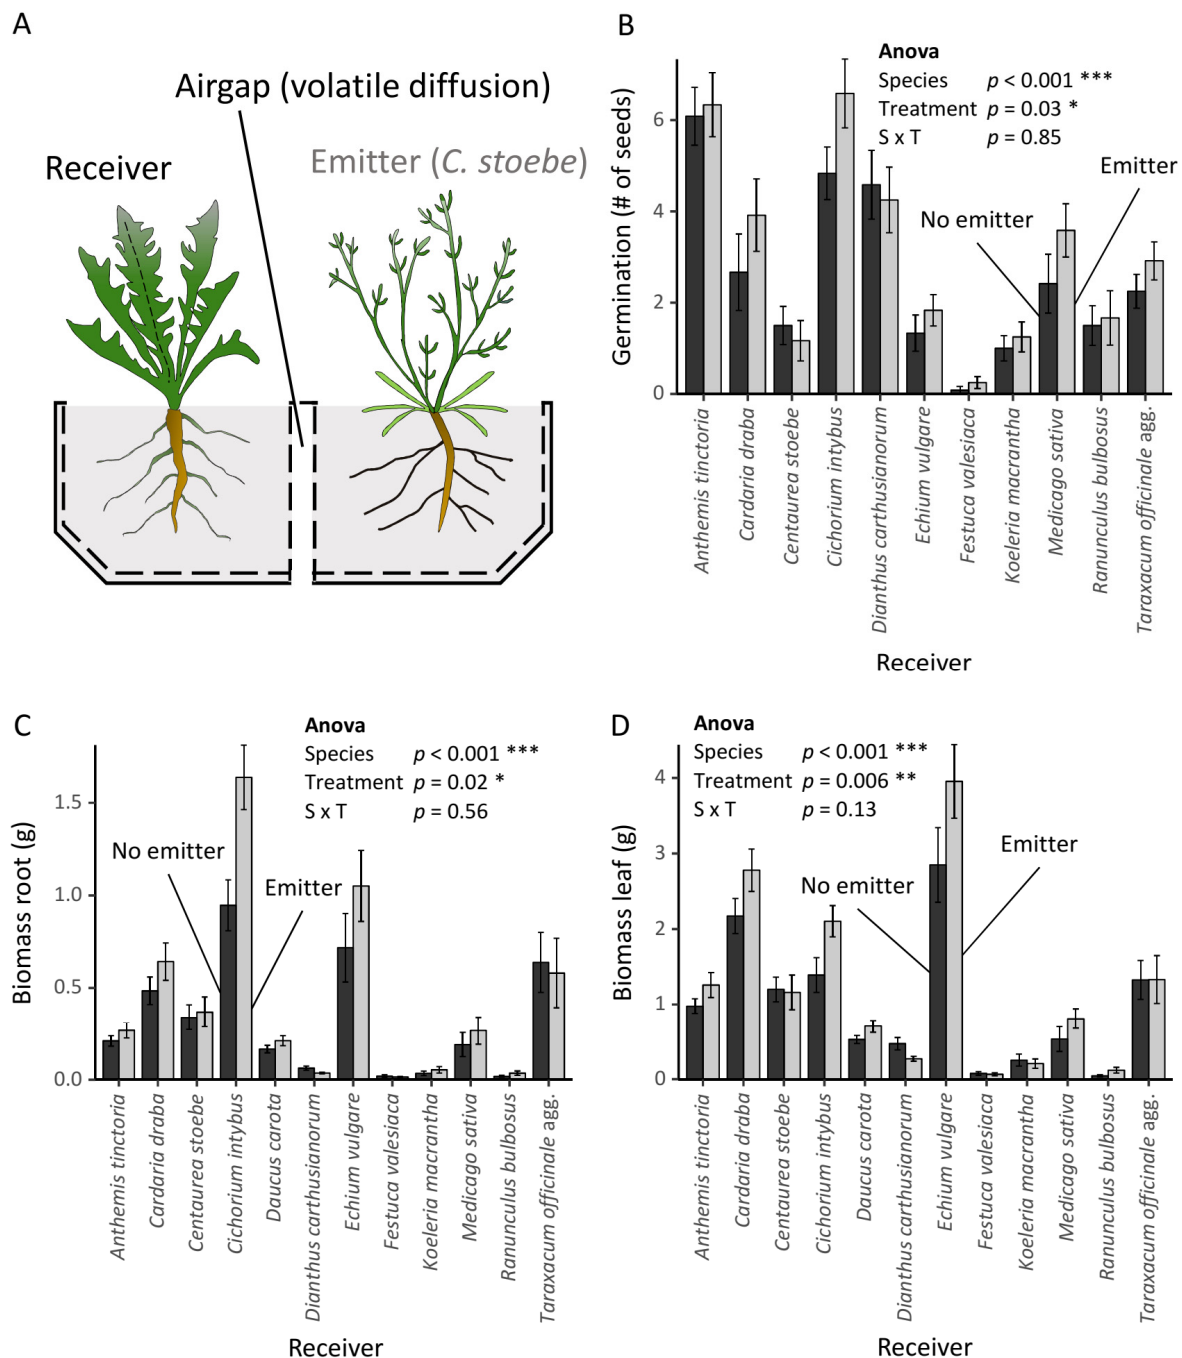 A
Airgap (volatile diffusion)
Receiver
Emitter (C. stoebe)
B
Anova
Species p < 0.001 ***
Treatment p = 0.03 *
S x T p = 0.85
Emitter
No emitter
Germination (# of seeds)
6
4
2
0
Anthemis tinctoria
Cardaria draba
Centaurea stoebe
Cichorium intybus
Dianthus carthusianorum
Echium vulgare
Festuca valesiaca
Koeleria macrantha
Medicago sativa
Ranunculus bulbosus
Taraxacum officinale agg.
Receiver
C
Anova
Species p < 0.001 ***
Treatment p = 0.02 *
S x T p = 0.56
No emitter
Emitter
Biomass root (g)
1.5
1.0
0.5
0.0
Anthemis tinctoria
Cardaria draba
Centaurea stoebe
Cichorium intybus
Daucus carota
Dianthus carthusianorum
Echium vulgare
Festuca valesiaca
Koeleria macrantha
Medicago sativa
Ranunculus bulbosus
Taraxacum officinale agg.
Receiver
D
Anova
Species p < 0.001 ***
Treatment p = 0.006 **
S x T p = 0.13
Emitter
No emitter
Biomass leaf (g)
4
3
2
1
0
Anthemis tinctoria
Cardaria draba
Centaurea stoebe
Cichorium intybus
Daucus carota
Dianthus carthusianorum
Echium vulgare
Festuca valesiaca
Koeleria macrantha
Medicago sativa
Ranunculus bulbosus
Taraxacum officinale agg.
Receiver